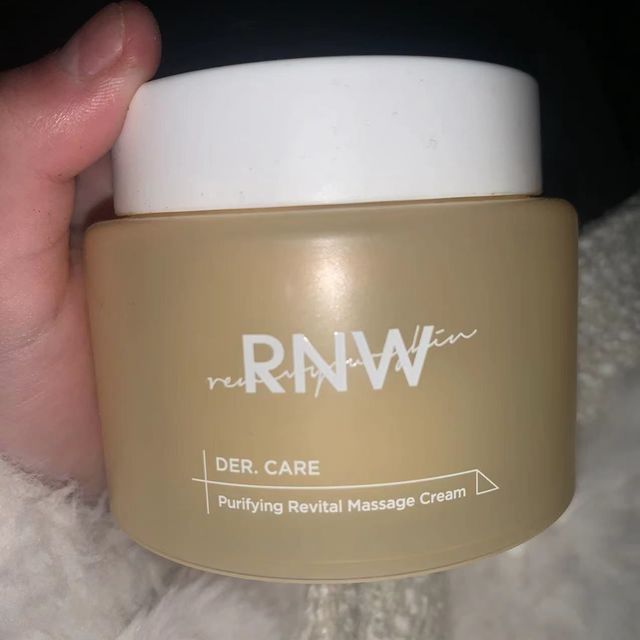 RNW
DER. CARE
Purifying Revital Massage Cream